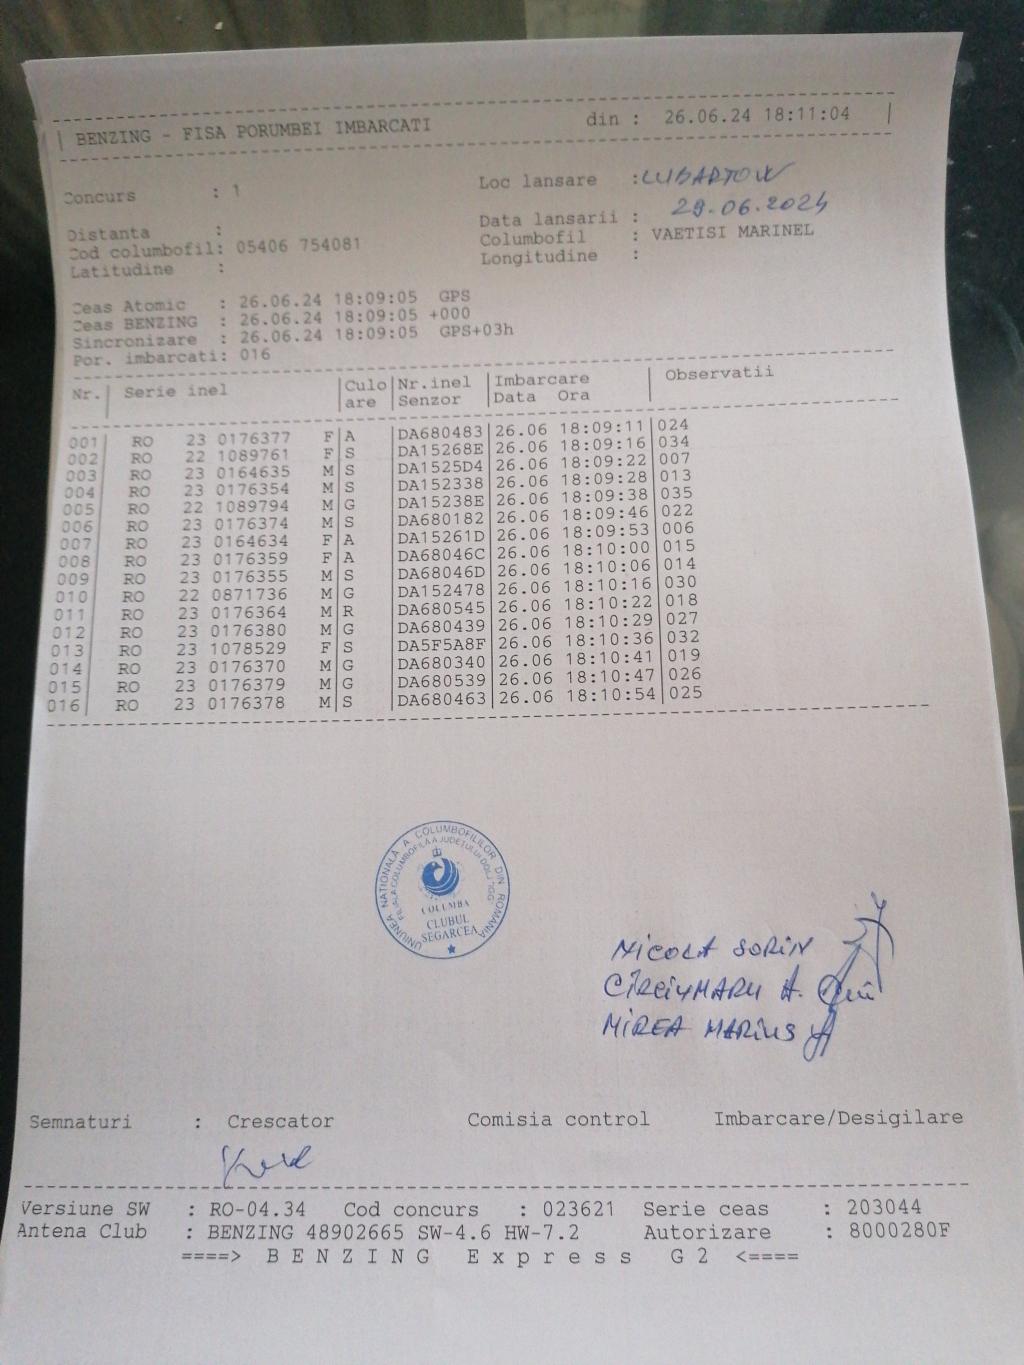 BENZING - FISA PORUMBEI IMBARCATI din : 26.06.24 18:11:04
Concurs : 1 Loc lansare : LUBARTOW
Distanta : Data lansarii : 29.06.2024
Cod columbofil: 05406 754081 Columbofil : VAETISI MARINEL
Latitudine : Longitudine :
Ceas Atomic : 26.06.24 18:09:05 GPS
Ceas BENZING : 26.06.24 18:09:05 +000
Sincronizare : 26.06.24 18:09:05 GPS+03h
Por. imbarcati: 016
Nr. | Serie inel | Culo | Nr.inel | Imbarcare | Observatii
are | Senzor | Data Ora
001 RO 23 0176377 F A DA680483 26.06 18:09:11 024
002 RO 22 1089761 F S DA15268E 26.06 18:09:16 034
003 RO 23 0164635 M S DA1525D4 26.06 18:09:22 007
004 RO 23 0176354 M S DA152338 26.06 18:09:28 013
005 RO 22 1089794 M G DA15238E 26.06 18:09:38 035
006 RO 23 0176374 M S DA680182 26.06 18:09:46 022
007 RO 23 0164634 F A DA15261D 26.06 18:09:53 006
008 RO 23 0176359 F A DA68046C 26.06 18:10:00 015
009 RO 23 0176355 M S DA68046D 26.06 18:10:06 014
010 RO 22 0871736 M G DA152478 26.06 18:10:16 030
011 RO 23 0176364 M R DA680545 26.06 18:10:22 018
012 RO 23 0176380 M G DA680439 26.06 18:10:29 027
013 RO 23 1078529 F S DA5F5A8F 26.06 18:10:36 032
014 RO 23 0176370 M G DA680340 26.06 18:10:41 019
015 RO 23 0176379 M G DA680539 26.06 18:10:47 026
016 RO 23 0176378 M S DA680463 26.06 18:10:54 025
UNIUNEA NATIONALA A COLUMBOFILILOR DIN ROMANIA
FILIALA COLUMBOFILA A JUDETULUI DOLJ
COLUMBA
CLUBUL
SEGARCEA
NICOLA SORIN
CÎRCIUMARU A.
MIREA MARIUS
Semnaturi : Crescator Comisia control Imbarcare/Desigilare
Versiune SW : RO-04.34 Cod concurs : 023621 Serie ceas : 203044
Antena Club : BENZING 48902665 SW-4.6 HW-7.2 Autorizare : 8000280F
====> B E N Z I N G E x p r e s s G 2 <====